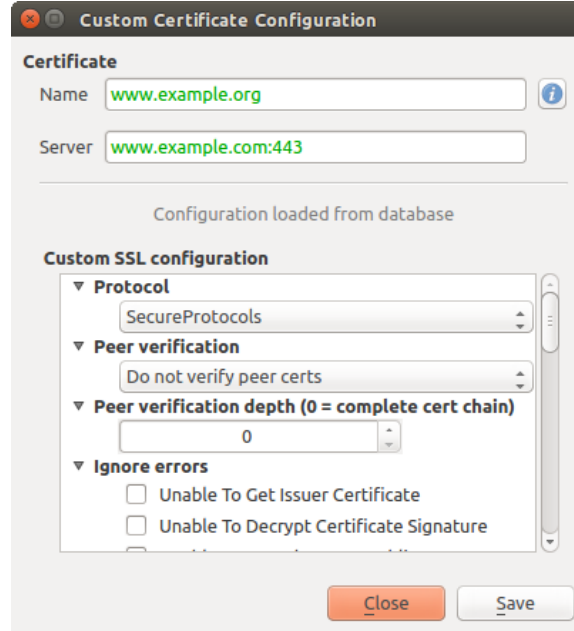 Custom Certificate Configuration
Certificate
Name www.example.org
Server www.example.com:443
Configuration loaded from database
Custom SSL configuration
Protocol
SecureProtocols
Peer verification
Do not verify peer certs
Peer verification depth (0 = complete cert chain)
0
Ignore errors
Unable To Get Issuer Certificate
Unable To Decrypt Certificate Signature
Close Save